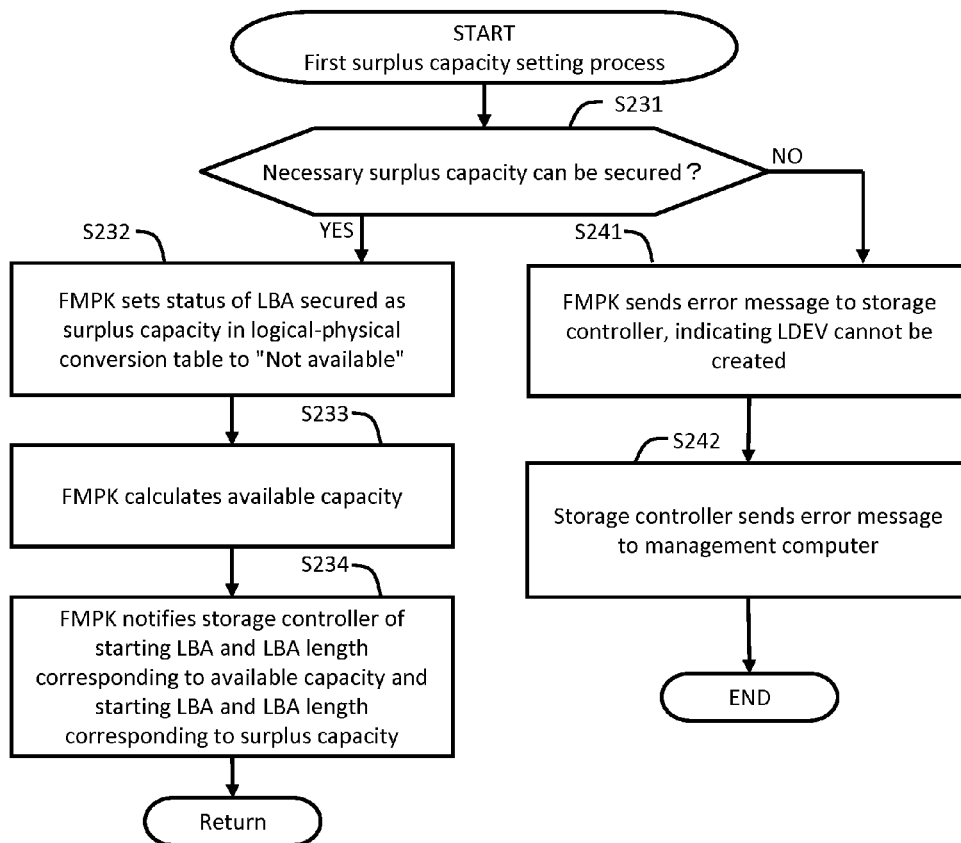 START
First surplus capacity setting process
S231
Necessary surplus capacity can be secured？
NO
YES
S232
FMPK sets status of LBA secured as
surplus capacity in logical-physical
conversion table to "Not available"
S233
FMPK calculates available capacity
S234
FMPK notifies storage controller of
starting LBA and LBA length
corresponding to available capacity and
starting LBA and LBA length
corresponding to surplus capacity
Return
S241
FMPK sends error message to storage
controller, indicating LDEV cannot be
created
S242
Storage controller sends error message
to management computer
END